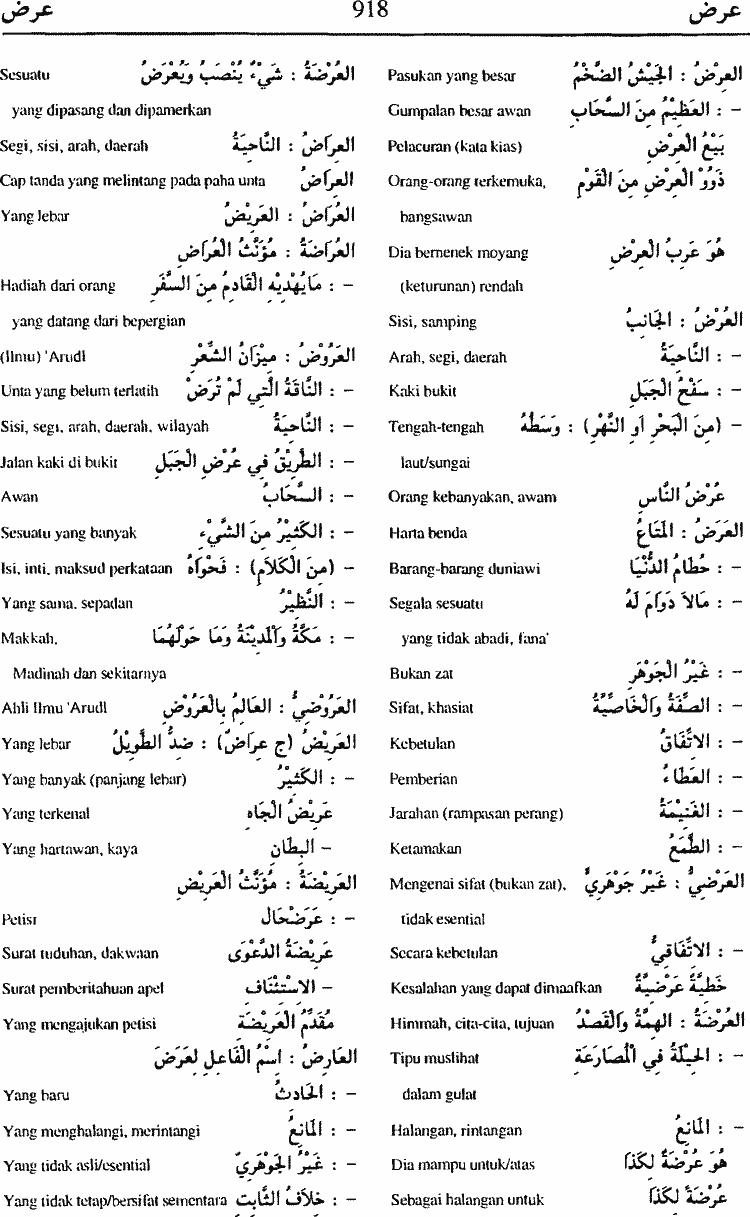 عرض 918 عرض
العَرْضُ : الجَيْشُ الضَّخْمُ Pasukan yang besar
- : العَظِيْمُ مِنَ السَّحَابِ Gumpalan besar awan
بَيْعُ الْعِرْضِ Pelacuran (kata kias)
ذَوُوْ الْعِرْضِ مِنَ الْقَوْمِ Orang-orang terkemuka,
bangsawan
هُوَ عَرِبُ الْعِرْضِ Dia bernenek moyang
(keturunan) rendah
العُرْضُ : الجَانِبُ Sisi, samping
- : النَّاحِيَةُ Arah, segi, daerah
- : سَفْحُ الْجَبَلِ Kaki bukit
- (مِنَ الْبَحْرِ اَوِ النَّهْرِ) : وَسَطُهُ Tengah-tengah
laut/sungai
عُرْضُ النَّاسِ Orang kebanyakan, awam
العَرَضُ : المَتَاعُ Harta benda
- : حُطَامُ الدُّنْيَا Barang-barang duniawi
- : مَالاَ دَوَامَ لَهُ Segala sesuatu
yang tidak abadi, fana'
- : غَيْرُ الْجَوْهَرِ Bukan zat
- : الصِّفَةُ وَالْخَاصِّيَّةُ Sifat, khasiat
- : الاِتِّفَاقُ Kebetulan
- : العَطَاءُ Pemberian
- : الغَنِيْمَةُ Jarahan (rampasan perang)
- : الطَّمَعُ Ketamakan
العَرَضِيُّ : غَيْرُ جَوْهَرِيٍّ Mengenai sifat (bukan zat),
tidak esential
- : الاتِّفَاقِيُّ Secara kebetulan
خَطِيَّةٌ عَرَضِيَّةٌ Kesalahan yang dapat dimaafkan
العُرْضَةُ : الهِمَّةُ وَالْقَصْدُ Himmah, cita-cita, tujuan
- : الحِيْلَةُ فِي الْمُصَارَعَةِ Tipu muslihat
dalam gulat
- : المَانِعُ Halangan, rintangan
هُوَ عُرْضَةٌ لِكَذَا Dia mampu untuk/atas
عُرْضَةٌ لِكَذَا Sebagai halangan untuk
العُرْضَةُ : شَيْءٌ يُنْصَبُ وَيُعْرَضُ Sesuatu
yang dipasang dan dipamerkan
العِرَاضُ : النَّاحِيَةُ Segi, sisi, arah, daerah
العِرَاضُ Cap tanda yang melintang pada paha unta
العُرَاضُ : العَرِيْضُ Yang lebar
العُرَاضَةُ : مُؤَنَّثُ الْعُرَاضِ
- : مَايُهْدِيْهِ الْقَادِمُ مِنَ السَّفَرِ Hadiah dari orang
yang datang dari bepergian
العَرُوْضُ : مِيْزَانُ الشِّعْرِ (Ilmu) 'Arudl
- : النَّاقَةُ الَّتِي لَمْ تُرَضْ Unta yang belum terlatih
- : النَّاحِيَةُ Sisi, segi, arah, daerah, wilayah
- : الطَّرِيْقُ فِي عُرْضِ الْجَبَلِ Jalan kaki di bukit
- : السَّحَابُ Awan
- : الكَثِيْرُ مِنَ الشَّيْءِ Sesuatu yang banyak
- (مِنَ الْكَلاَمِ) : فَحْوَاهُ Isi, inti, maksud perkataan
- : النَّظِيْرُ Yang sama, sepadan
- : مَكَّةُ وَالْمَدِيْنَةُ وَمَا حَوْلَهُمَا Makkah,
Madinah dan sekitarnya
العَرُوْضِيُّ : العَالِمُ بِالْعَرُوْضِ Ahli Ilmu 'Arudl
العَرِيْضُ (ج عِرَاضٌ) : ضِدُّ الطَّوِيْلِ Yang lebar
- : الكَثِيْرُ Yang banyak (panjang lebar)
عَرِيْضُ الْجَاهِ Yang terkenal
- البِطَانِ Yang hartawan, kaya
العَرِيْضَةُ : مُؤَنَّثُ الْعَرِيْضِ
- : عَرْضُحَال Petisi
عَرِيْضَةُ الدَّعْوَى Surat tuduhan, dakwaan
- الاسْتِئْنَافِ Surat pemberitahuan apel
مُقَدِّمُ الْعَرِيْضَةِ Yang mengajukan petisi
العَارِضُ : اسْمُ الْفَاعِلِ لِعَرَضَ
- : الحَادِثُ Yang baru
- : المَانِعُ Yang menghalangi, merintangi
- : غَيْرُ الْجَوْهَرِيِّ Yang tidak asli/esential
- : خِلاَفُ الثَّابِتِ Yang tidak tetap/bersifat sementara